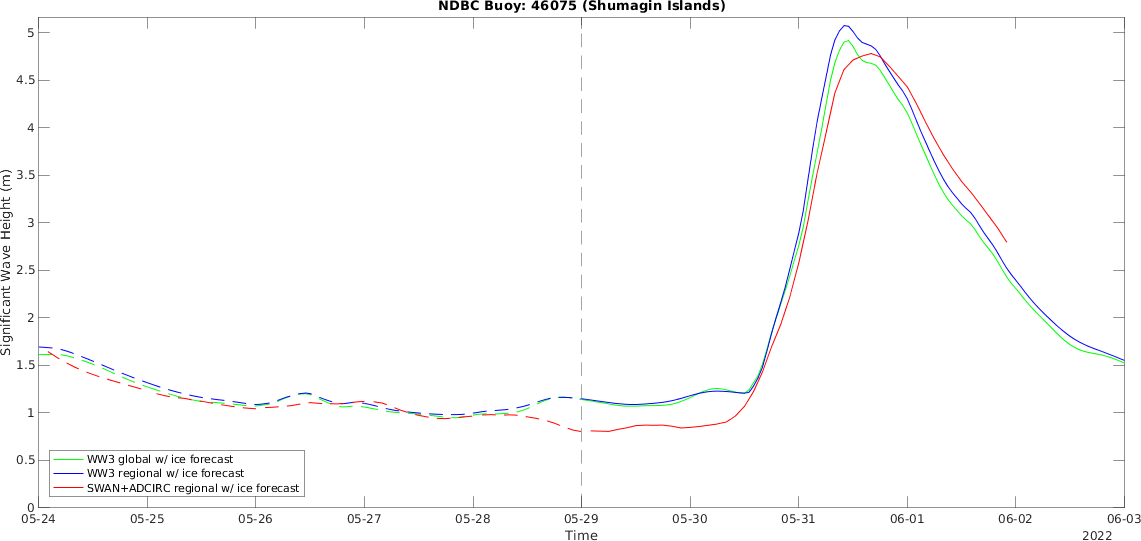 NDBC Buoy: 46075 (Shumagin Islands)
Significant Wave Height (m)
5
4.5
4
3.5
3
2.5
2
1.5
1
0.5
0
WW3 global w/ ice forecast
WW3 regional w/ ice forecast
SWAN+ADCIRC regional w/ ice forecast
05-24 05-25 05-26 05-27 05-28 05-29 05-30 05-31 06-01 06-02 06-03
Time
2022